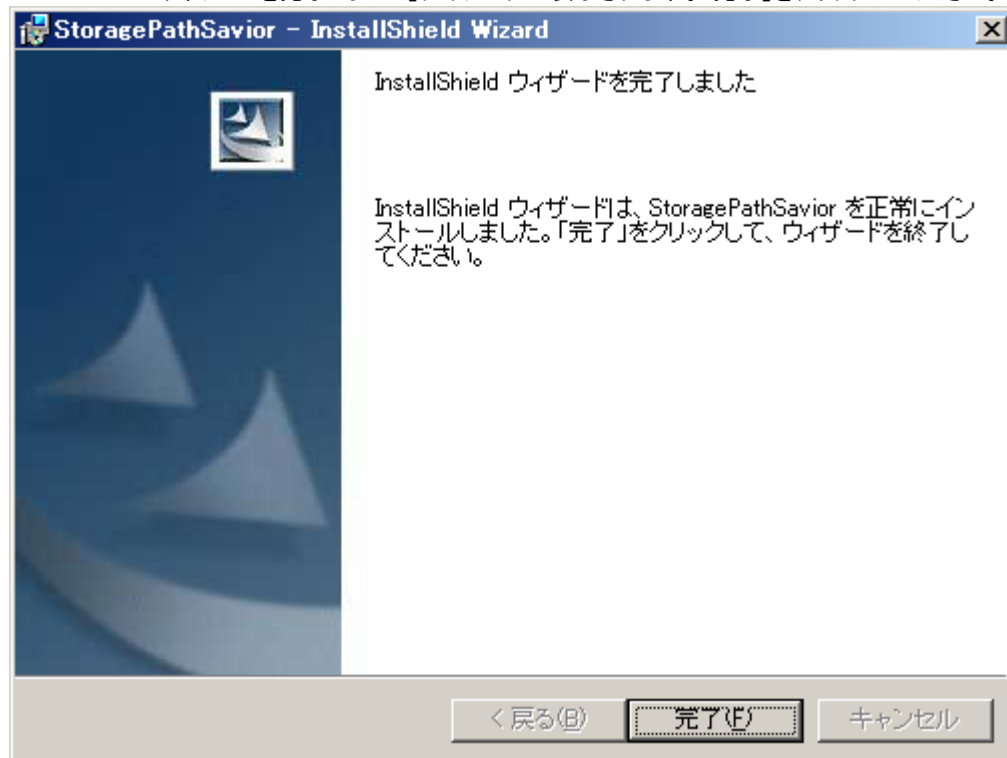 StoragePathSavior - InstallShield Wizard
InstallShield ウィザードを完了しました
InstallShield ウィザードは、StoragePathSavior を正常にイン
ストールしました。「完了」をクリックして、ウィザードを終了し
てください。
< 戻る(B)
完了(F)
キャンセル